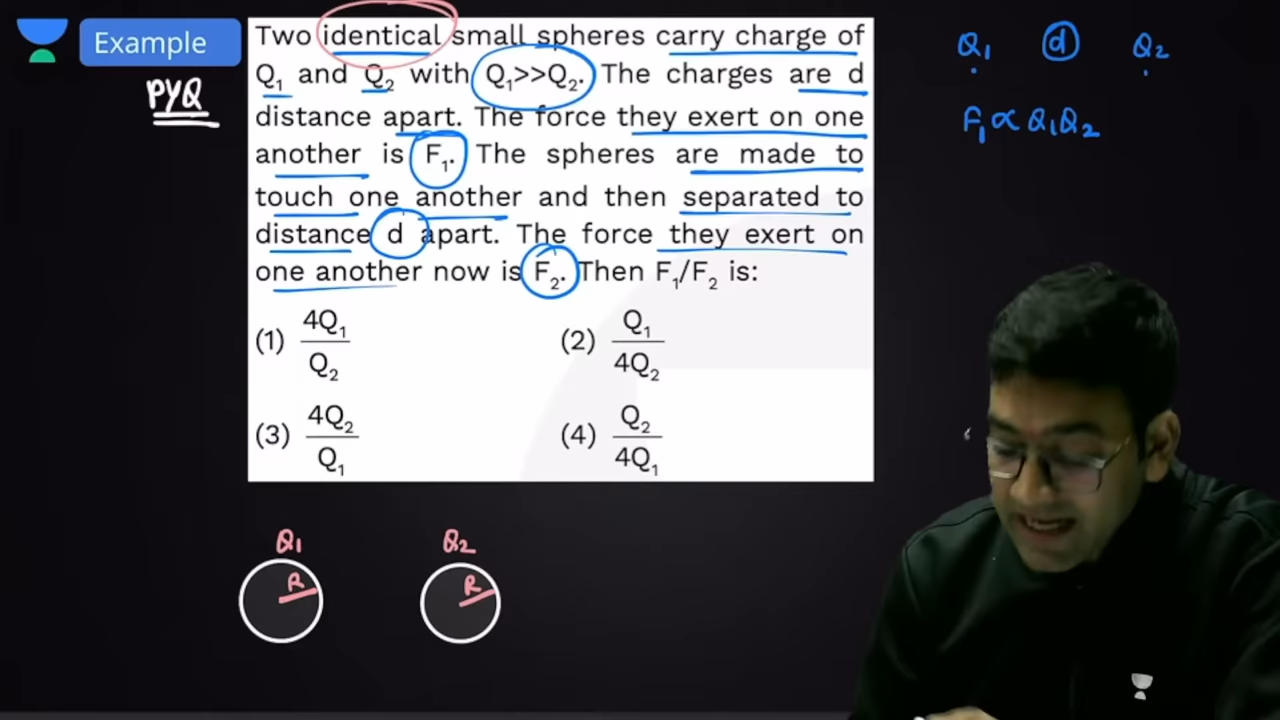 Example
PYQ
Two identical small spheres carry charge of
Q₁ and Q₂ with Q₁>>Q₂. The charges are d
distance apart. The force they exert on one
another is F₁. The spheres are made to
touch one another and then separated to
distance d apart. The force they exert on
one another now is F₂. Then F₁/F₂ is:
(1) 4Q₁/Q₂ (2) Q₁/4Q₂
(3) 4Q₂/Q₁ (4) Q₂/4Q₁
Q₁ d Q₂
F₁ ∝ Q₁Q₂
Q₁ Q₂
R R